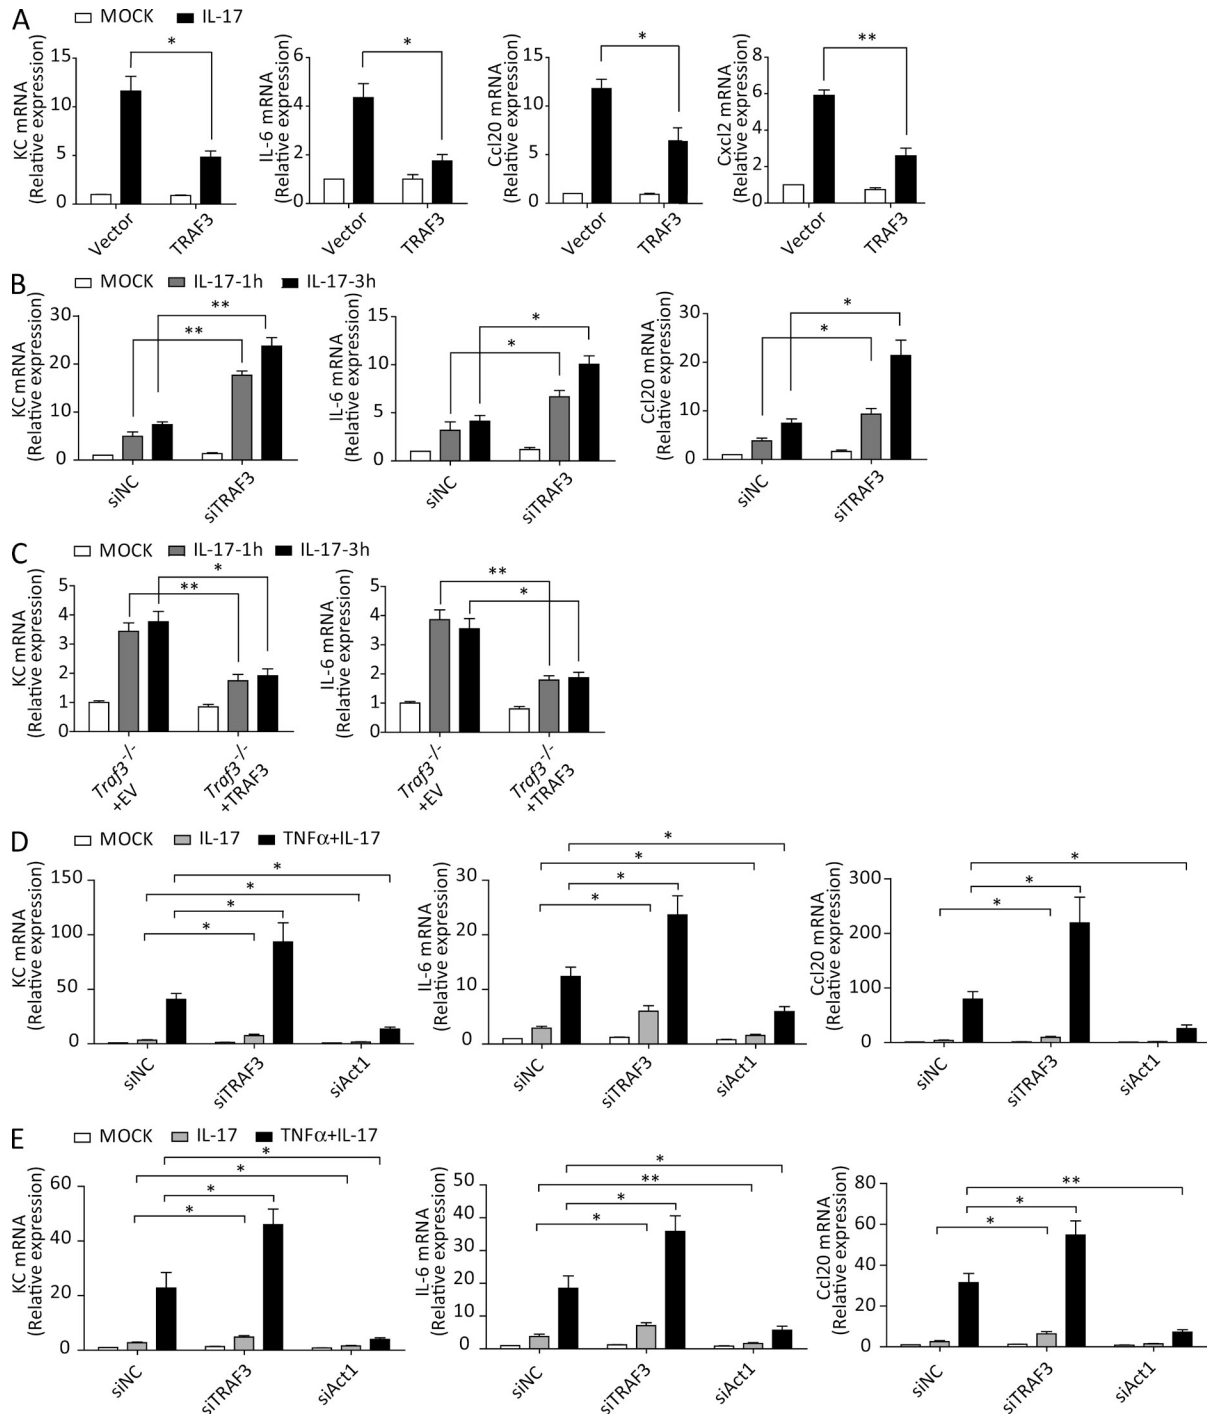 A
MOCK IL-17
KC mRNA
(Relative expression)
15
10
5
0
*
Vector
TRAF3
IL-6 mRNA
(Relative expression)
6
4
2
0
*
Vector
TRAF3
Ccl20 mRNA
(Relative expression)
15
10
5
0
*
Vector
TRAF3
Cxcl2 mRNA
(Relative expression)
8
6
4
2
0
**
Vector
TRAF3
B
MOCK IL-17-1h IL-17-3h
KC mRNA
(Relative expression)
30
20
10
0
**
**
siNC
siTRAF3
IL-6 mRNA
(Relative expression)
15
10
5
0
*
*
siNC
siTRAF3
Ccl20 mRNA
(Relative expression)
30
20
10
0
*
*
siNC
siTRAF3
C
MOCK IL-17-1h IL-17-3h
KC mRNA
(Relative expression)
5
4
3
2
1
0
*
**
Traf3-/-
+EV
Traf3-/-
+TRAF3
IL-6 mRNA
(Relative expression)
5
4
3
2
1
0
**
*
Traf3-/-
+EV
Traf3-/-
+TRAF3
D
MOCK IL-17 TNFα+IL-17
KC mRNA
(Relative expression)
150
100
50
0
*
*
*
*
siNC
siTRAF3
siAct1
IL-6 mRNA
(Relative expression)
30
20
10
0
*
*
*
*
siNC
siTRAF3
siAct1
Ccl20 mRNA
(Relative expression)
300
200
100
0
*
*
*
siNC
siTRAF3
siAct1
E
MOCK IL-17 TNFα+IL-17
KC mRNA
(Relative expression)
60
40
20
0
*
*
*
*
siNC
siTRAF3
siAct1
IL-6 mRNA
(Relative expression)
50
40
30
20
10
0
*
**
*
*
siNC
siTRAF3
siAct1
Ccl20 mRNA
(Relative expression)
80
60
40
20
0
**
*
*
siNC
siTRAF3
siAct1